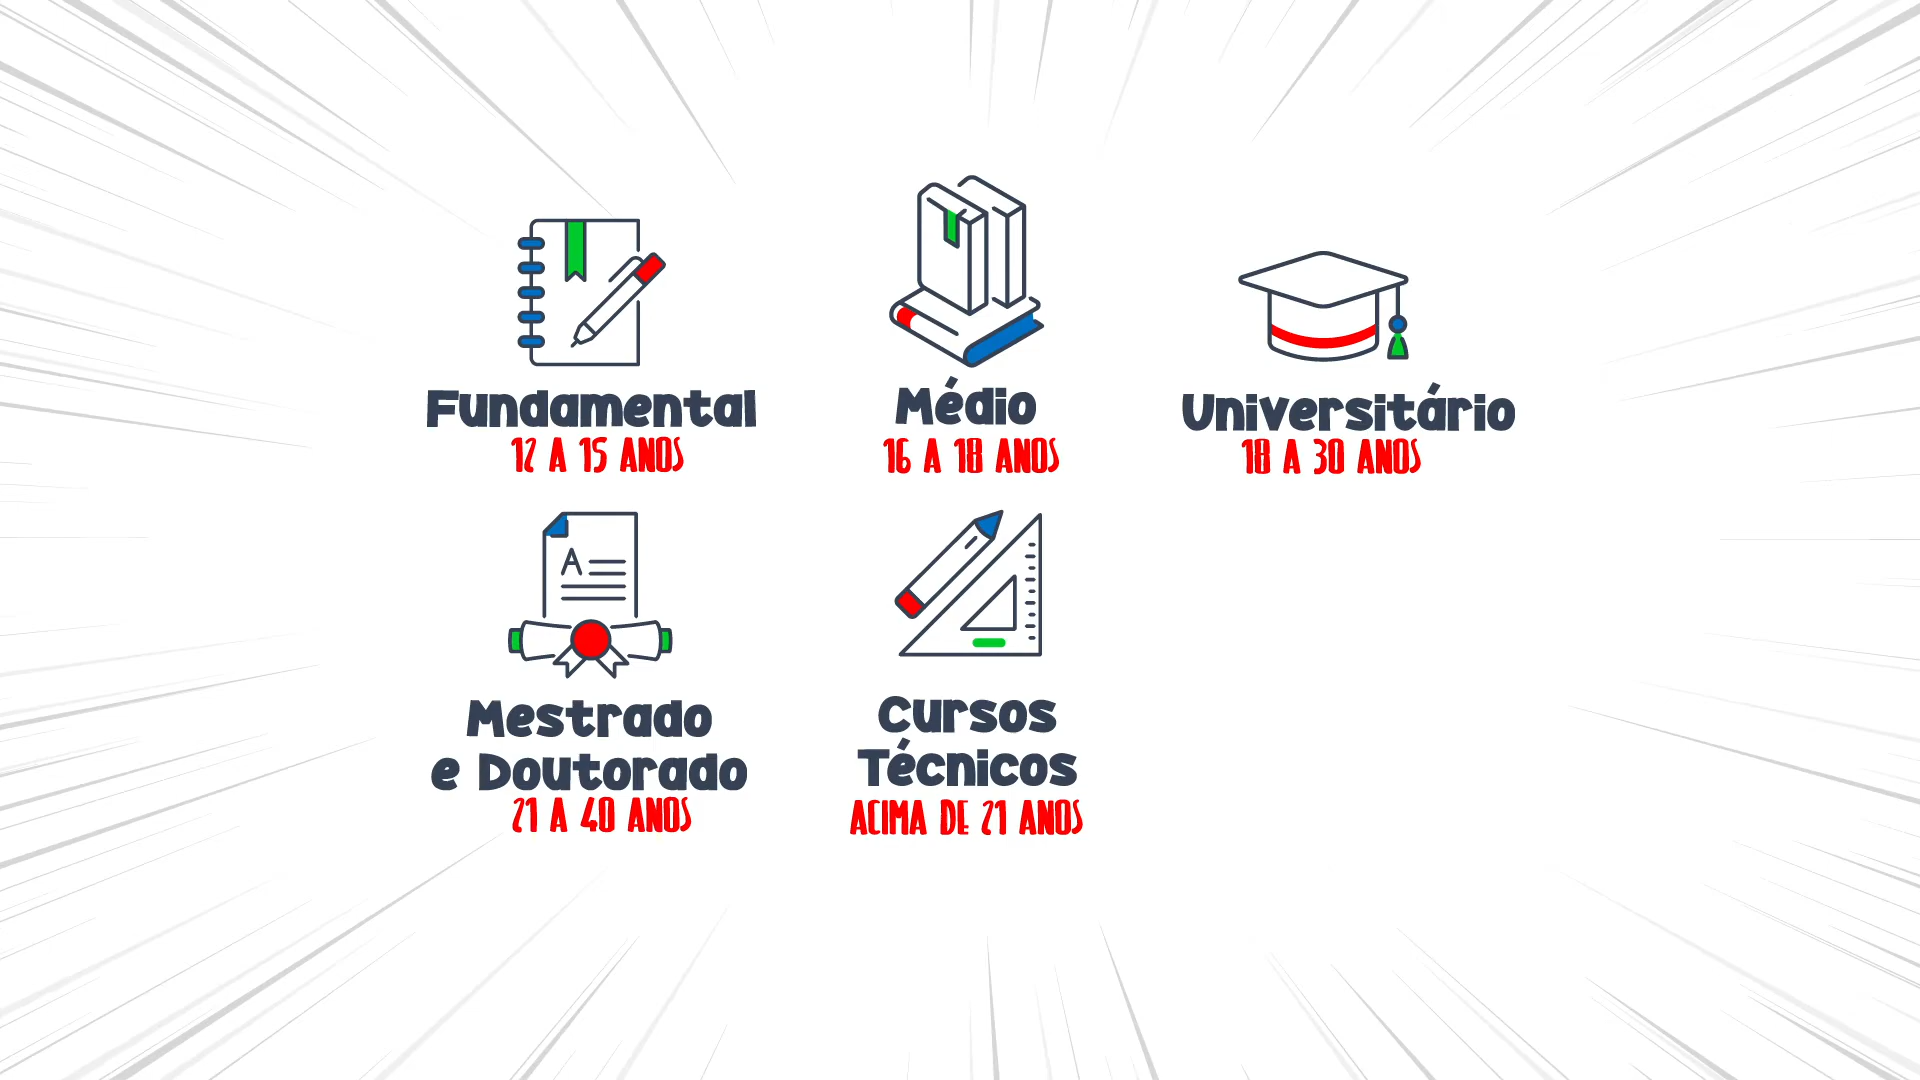 Fundamental
12 A 15 ANOS
Médio
16 A 18 ANOS
Universitário
18 A 30 ANOS
A
Mestrado
e Doutorado
21 A 40 ANOS
Cursos
Técnicos
ACIMA DE 21 ANOS